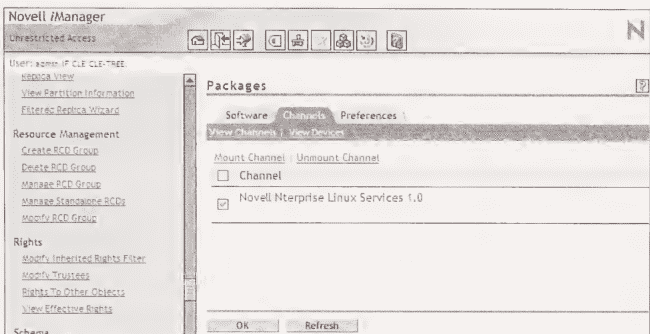 Novell iManager
Unrestricted Access
N
User: admin.IF.CLE.CLE-TREE.
Replica View
View Partition Information
Filtered Replica Wizard
Resource Management
Create RCD Group
Delete RCD Group
Manage RCD Group
Manage Standalone RCDs
Modify RCD Group
Rights
Modify Inherited Rights Filter
Modify Trustees
Rights To Other Objects
View Effective Rights
Schema
Packages
?
Software Channels Preferences
View Channels | View Devices
Mount Channel | Unmount Channel
Channel
Novell Nterprise Linux Services 1.0
OK Refresh